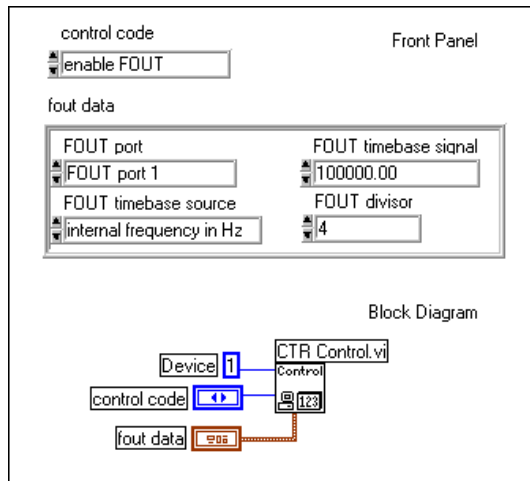 control code
Front Panel
enable FOUT
fout data
FOUT port
FOUT timebase signal
FOUT port 1
100000.00
FOUT timebase source
FOUT divisor
internal frequency in Hz
4
Block Diagram
CTR Control.vi
Device 1
Control
control code
123
fout data